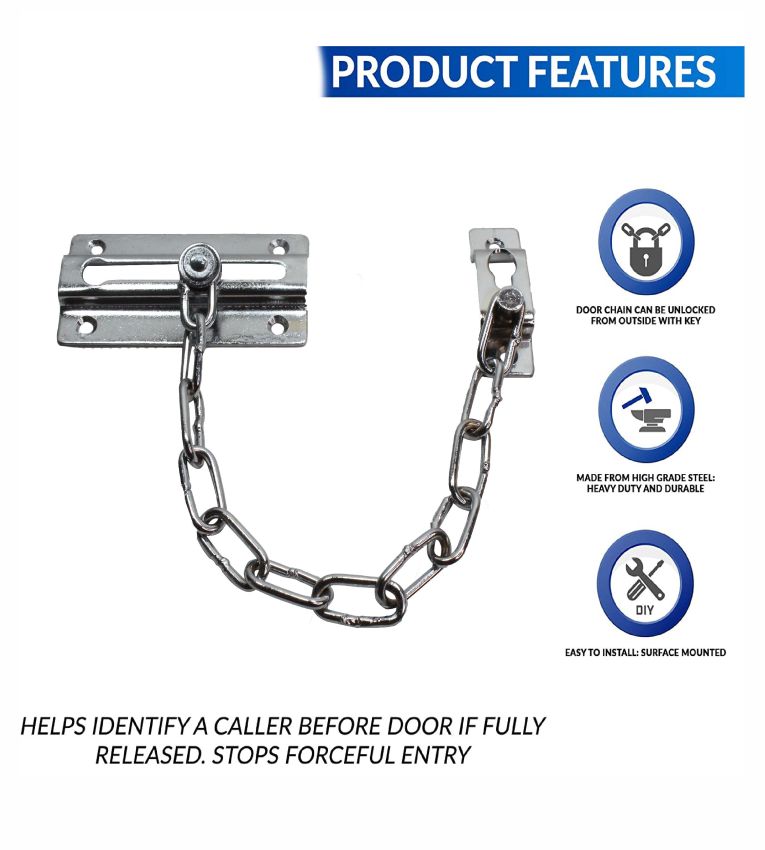 PRODUCT FEATURES
DOOR CHAIN CAN BE UNLOCKED
FROM OUTSIDE WITH KEY
MADE FROM HIGH GRADE STEEL:
HEAVY DUTY AND DURABLE
DIY
EASY TO INSTALL: SURFACE MOUNTED
HELPS IDENTIFY A CALLER BEFORE DOOR IF FULLY
RELEASED. STOPS FORCEFUL ENTRY